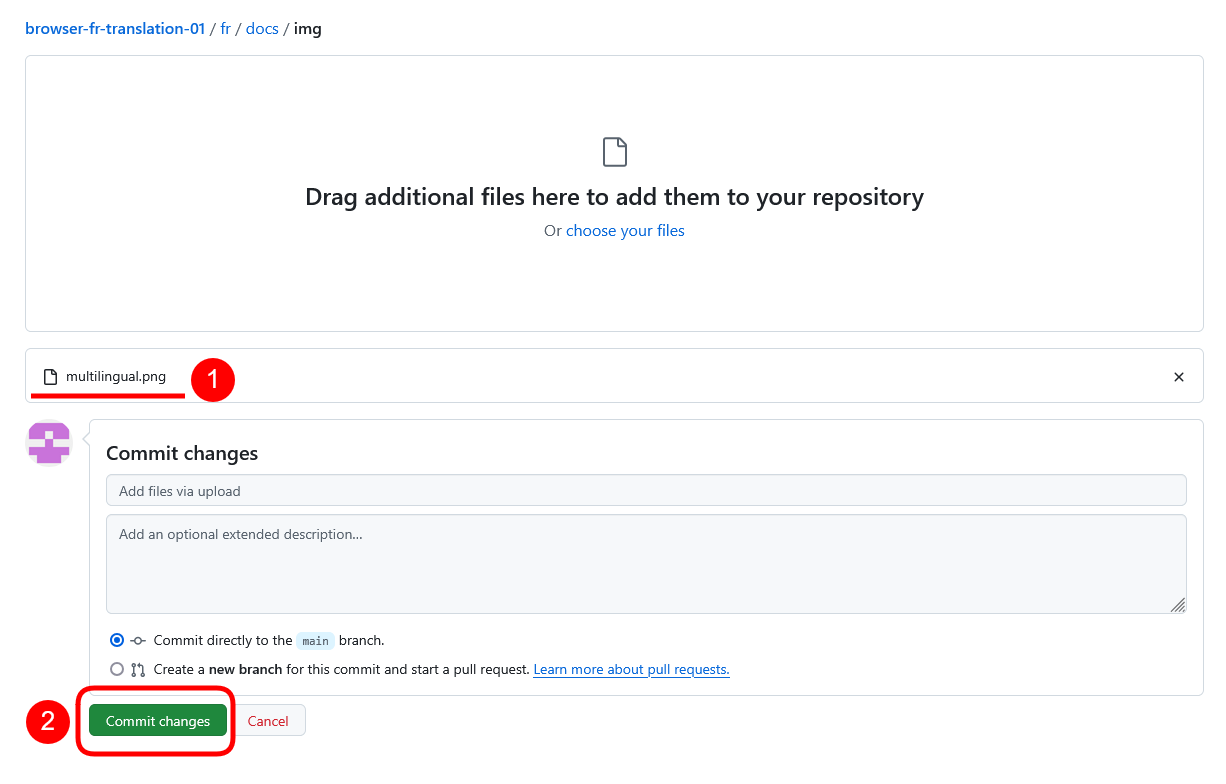 browser-fr-translation-01 / fr / docs / img
Drag additional files here to add them to your repository
Or choose your files
multilingual.png
1
Commit changes
Add files via upload
Add an optional extended description...
Commit directly to the main branch.
Create a new branch for this commit and start a pull request. Learn more about pull requests.
2
Commit changes
Cancel